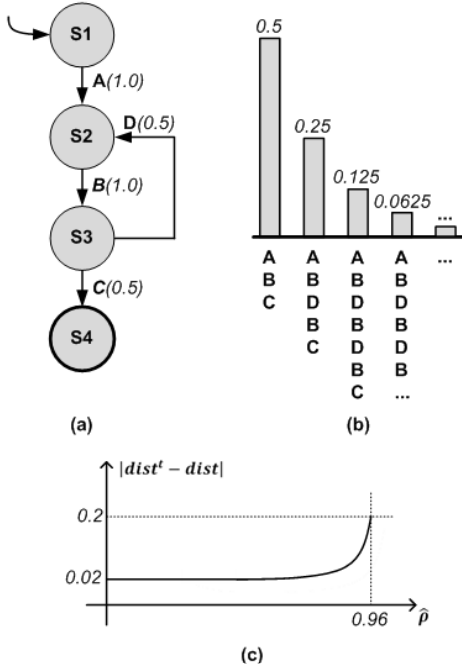 S1
A(1.0)
S2
D(0.5)
B(1.0)
S3
C(0.5)
S4
(a)
0.5
0.25
0.125
0.0625
...
A A A A ...
B B B B
C D D D
B B B
C D D
B B
C ...
(b)
|dist^t − dist|
0.2
0.02
0.96
ρ̂
(c)